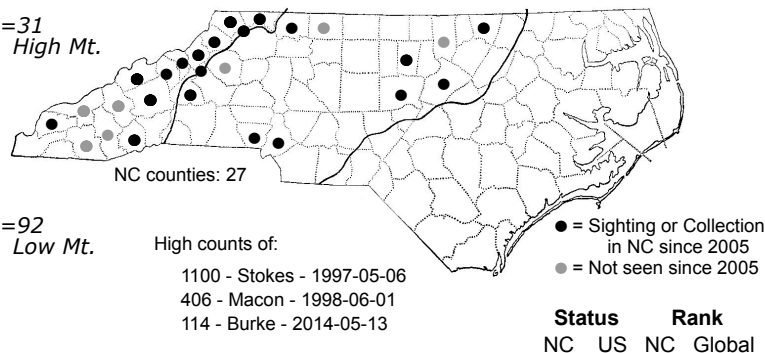 =31
High Mt.
NC counties: 27
=92
Low Mt.
High counts of:
1100 - Stokes - 1997-05-06
406 - Macon - 1998-06-01
114 - Burke - 2014-05-13
= Sighting or Collection
in NC since 2005
= Not seen since 2005
Status Rank
NC US NC Global